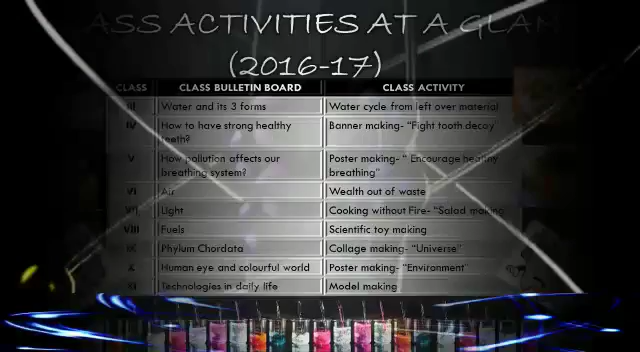 ASS ACTIVITIES AT A GLAN
(2016-17)
CLASS CLASS BULLETIN BOARD CLASS ACTIVITY
III Water and its 3 forms Water cycle from left over material
IV How to have strong healthy teeth? Banner making- "Fight tooth decay"
V How pollution affects our breathing system? Poster making- " Encourage healthy breathing"
VI Air Wealth out of waste
VII Light Cooking without Fire- "Salad making
VIII Fuels Scientific toy making
IX Phylum Chordata Collage making- "Universe"
X Human eye and colourful world Poster making- "Environment"
XI Technologies in daily life Model making